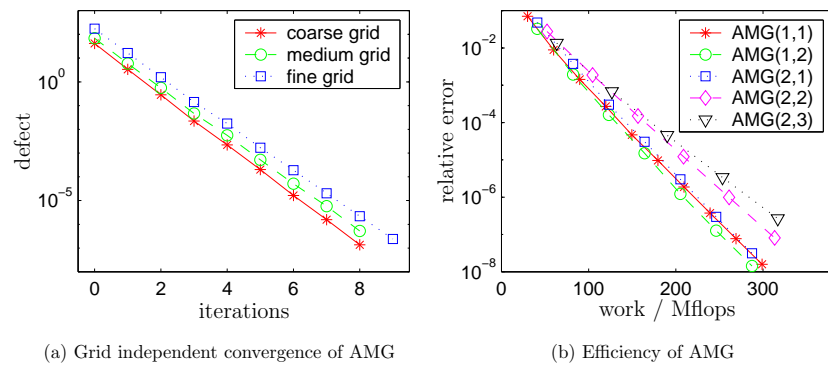 coarse grid
medium grid
fine grid
10^0
10^-5
defect
0 2 4 6 8
iterations
(a) Grid independent convergence of AMG
AMG(1,1)
AMG(1,2)
AMG(2,1)
AMG(2,2)
AMG(2,3)
10^-2
10^-4
10^-6
10^-8
relative error
0 100 200 300
work / Mflops
(b) Efficiency of AMG